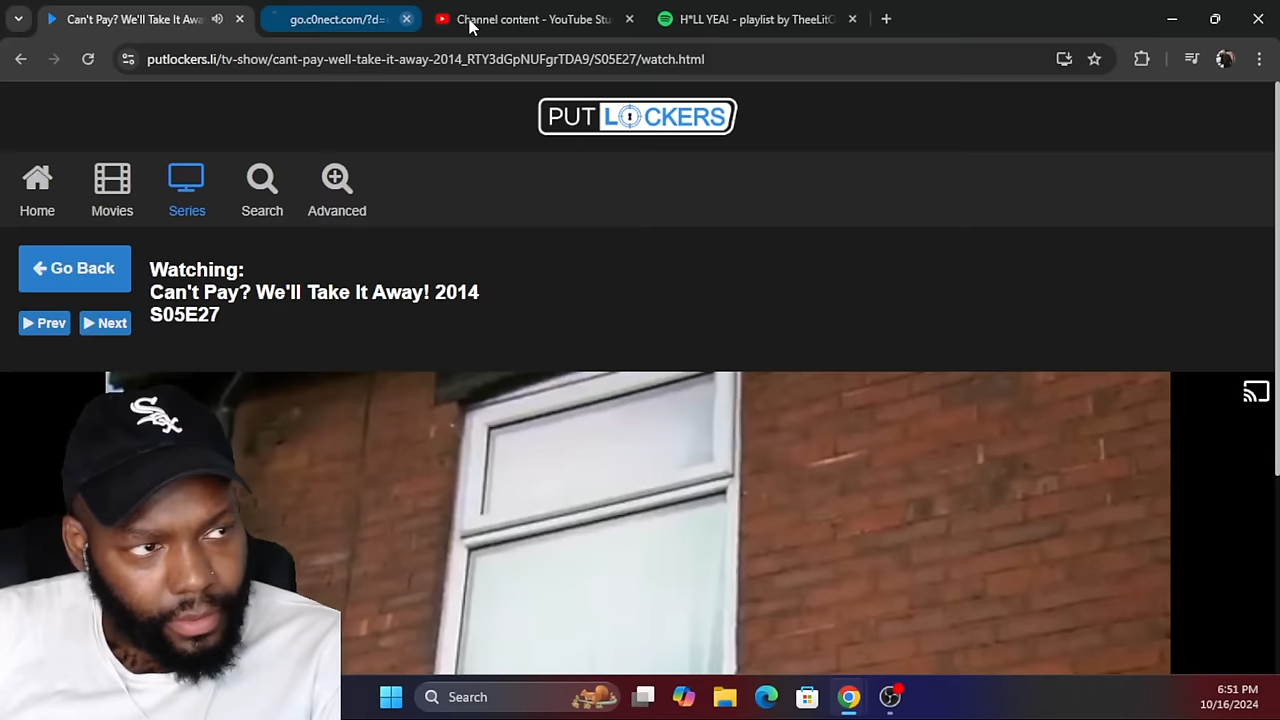 Can't Pay? We'll Take It Awa
go.c0nect.com/?d=
Channel content - YouTube Stu
H*LL YEA! - playlist by TheeLitO
putlockers.li/tv-show/cant-pay-well-take-it-away-2014_RTY3dGpNUFgrTDA9/S05E27/watch.html
PUT LOCKERS
Home
Movies
Series
Search
Advanced
Go Back
Watching:
Can't Pay? We'll Take It Away! 2014
S05E27
Prev
Next
Sox
Search
6:51 PM
10/16/2024